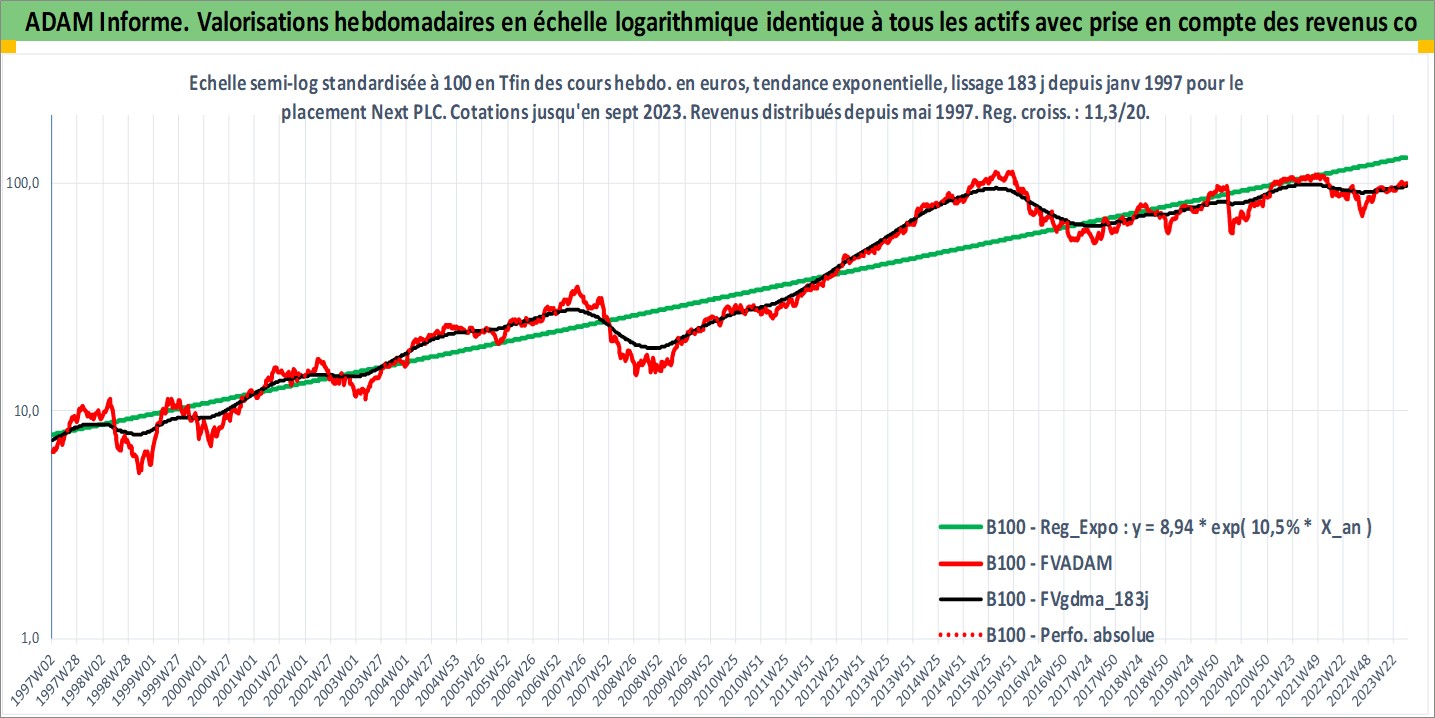 ADAM Informe. Valorisations hebdomadaires en échelle logarithmique identique à tous les actifs avec prise en compte des revenus co
Echelle semi-log standardisée à 100 en Tfin des cours hebdo. en euros, tendance exponentielle, lissage 183 j depuis janv 1997 pour le
placement Next PLC. Cotations jusqu'en sept 2023. Revenus distribués depuis mai 1997. Reg. croiss. : 11,3/20.
100,0
10,0
1,0
B100 - Reg_Expo : y = 8,94 * exp( 10,5% * X_an )
B100 - FVADAM
B100 - FVgdma_183j
B100 - Perfo. absolue
1997W02
1997W28
1998W02
1998W28
1999W01
1999W27
2000W01
2000W27
2001W01
2001W27
2002W01
2002W27
2003W01
2003W27
2004W01
2004W27
2004W53
2005W26
2005W52
2006W26
2006W52
2007W26
2007W52
2008W26
2008W52
2009W26
2009W52
2010W26
2010W51
2011W25
2011W51
2012W25
2012W51
2013W25
2013W51
2014W25
2014W51
2015W25
2015W51
2016W24
2016W50
2017W24
2017W50
2018W24
2018W50
2019W24
2019W50
2020W24
2020W50
2021W23
2021W49
2022W22
2022W48
2023W22